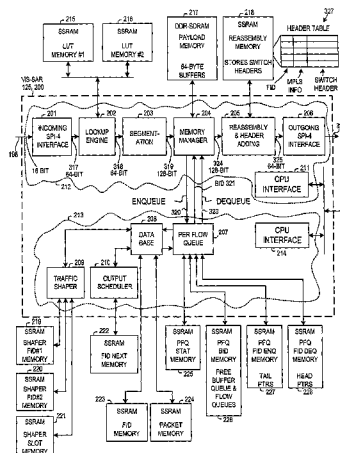 215
SSRAM
LUT MEMORY #1
216
SSRAM
LUT MEMORY #2
217
DDR-SDRAM
PAYLOAD MEMORY
64-BYTE BUFFERS
218
SSRAM
REASSEMBLY MEMORY
STORES SWITCH HEADERS
327
HEADER TABLE
FID
MPLS INFO
SWITCH HEADER
VIS-SAR
125, 200
201
INCOMING SPI-4 INTERFACE
202
LOOKUP ENGINE
203
SEGMENT-ATION
204
MEMORY MANAGER
205
REASSEMBLY & HEADER ADDING
206
OUTGOING SPI-4 INTERFACE
198
16 BIT
317
64-BIT
318
64-BIT
319
128-BIT
324
128-BIT
325
64-BIT
212
BID 321
211
CPU INTERFACE
ENQUEUE
320
323
DEQUEUE
213
208
DATA BASE
PER FLOW QUEUE
207
CPU INTERFACE
214
209
TRAFFIC SHAPER
210
OUTPUT SCHEDULER
219
SSRAM
SHAPER FID#1 MEMORY
220
SSRAM
SHAPER FID#2 MEMORY
221
SSRAM
SHAPER SLOT MEMORY
222
SSRAM
FID NEXT MEMORY
223
SSRAM
FID MEMORY
224
SSRAM
PACKET MEMORY
SSRAM
PFQ STAT MEMORY
225
SSRAM
PFQ BID MEMORY
FREE BUFFER QUEUE & FLOW QUEUES
226
SSRAM
PFQ FID ENQ MEMORY
TAIL PTRS
227
SSRAM
PFQ FID DEQ MEMORY
HEAD PTRS
228